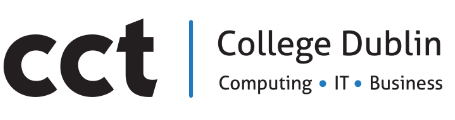 cct
College Dublin
Computing • IT • Business